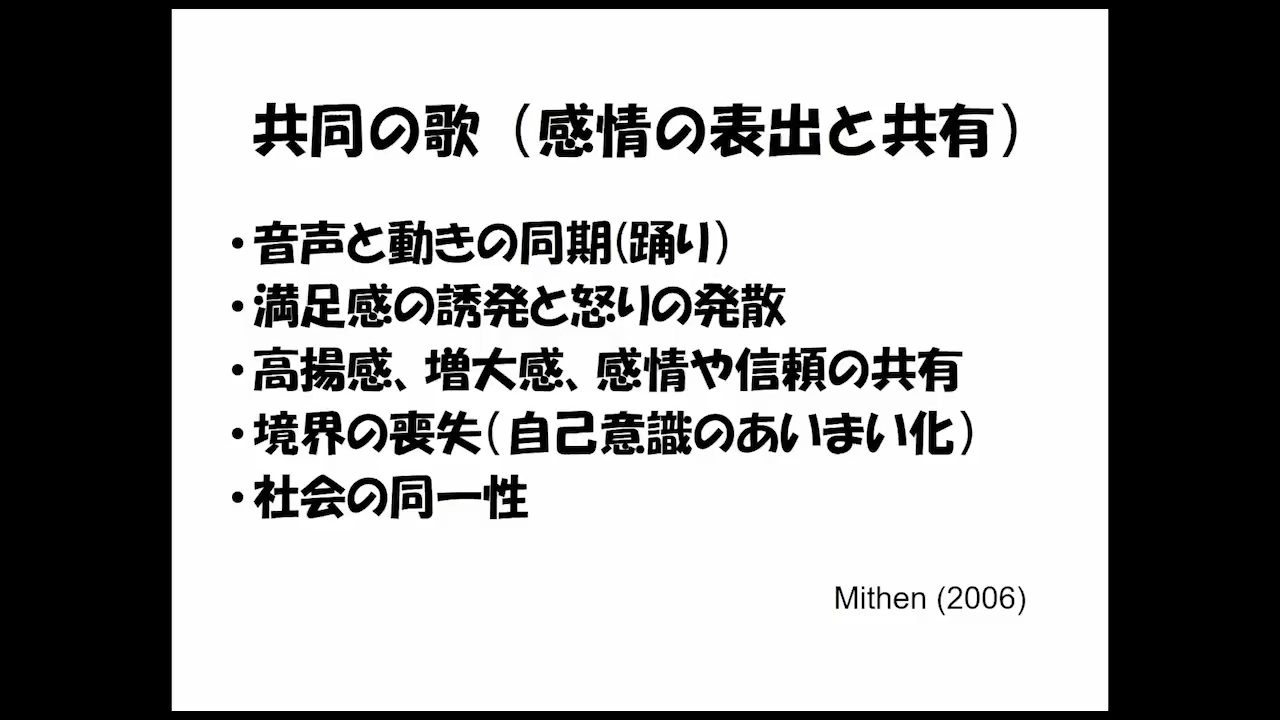 共同の歌（感情の表出と共有）
・音声と動きの同期(踊り)
・満足感の誘発と怒りの発散
・高揚感、増大感、感情や信頼の共有
・境界の喪失(自己意識のあいまい化)
・社会の同一性
Mithen (2006)